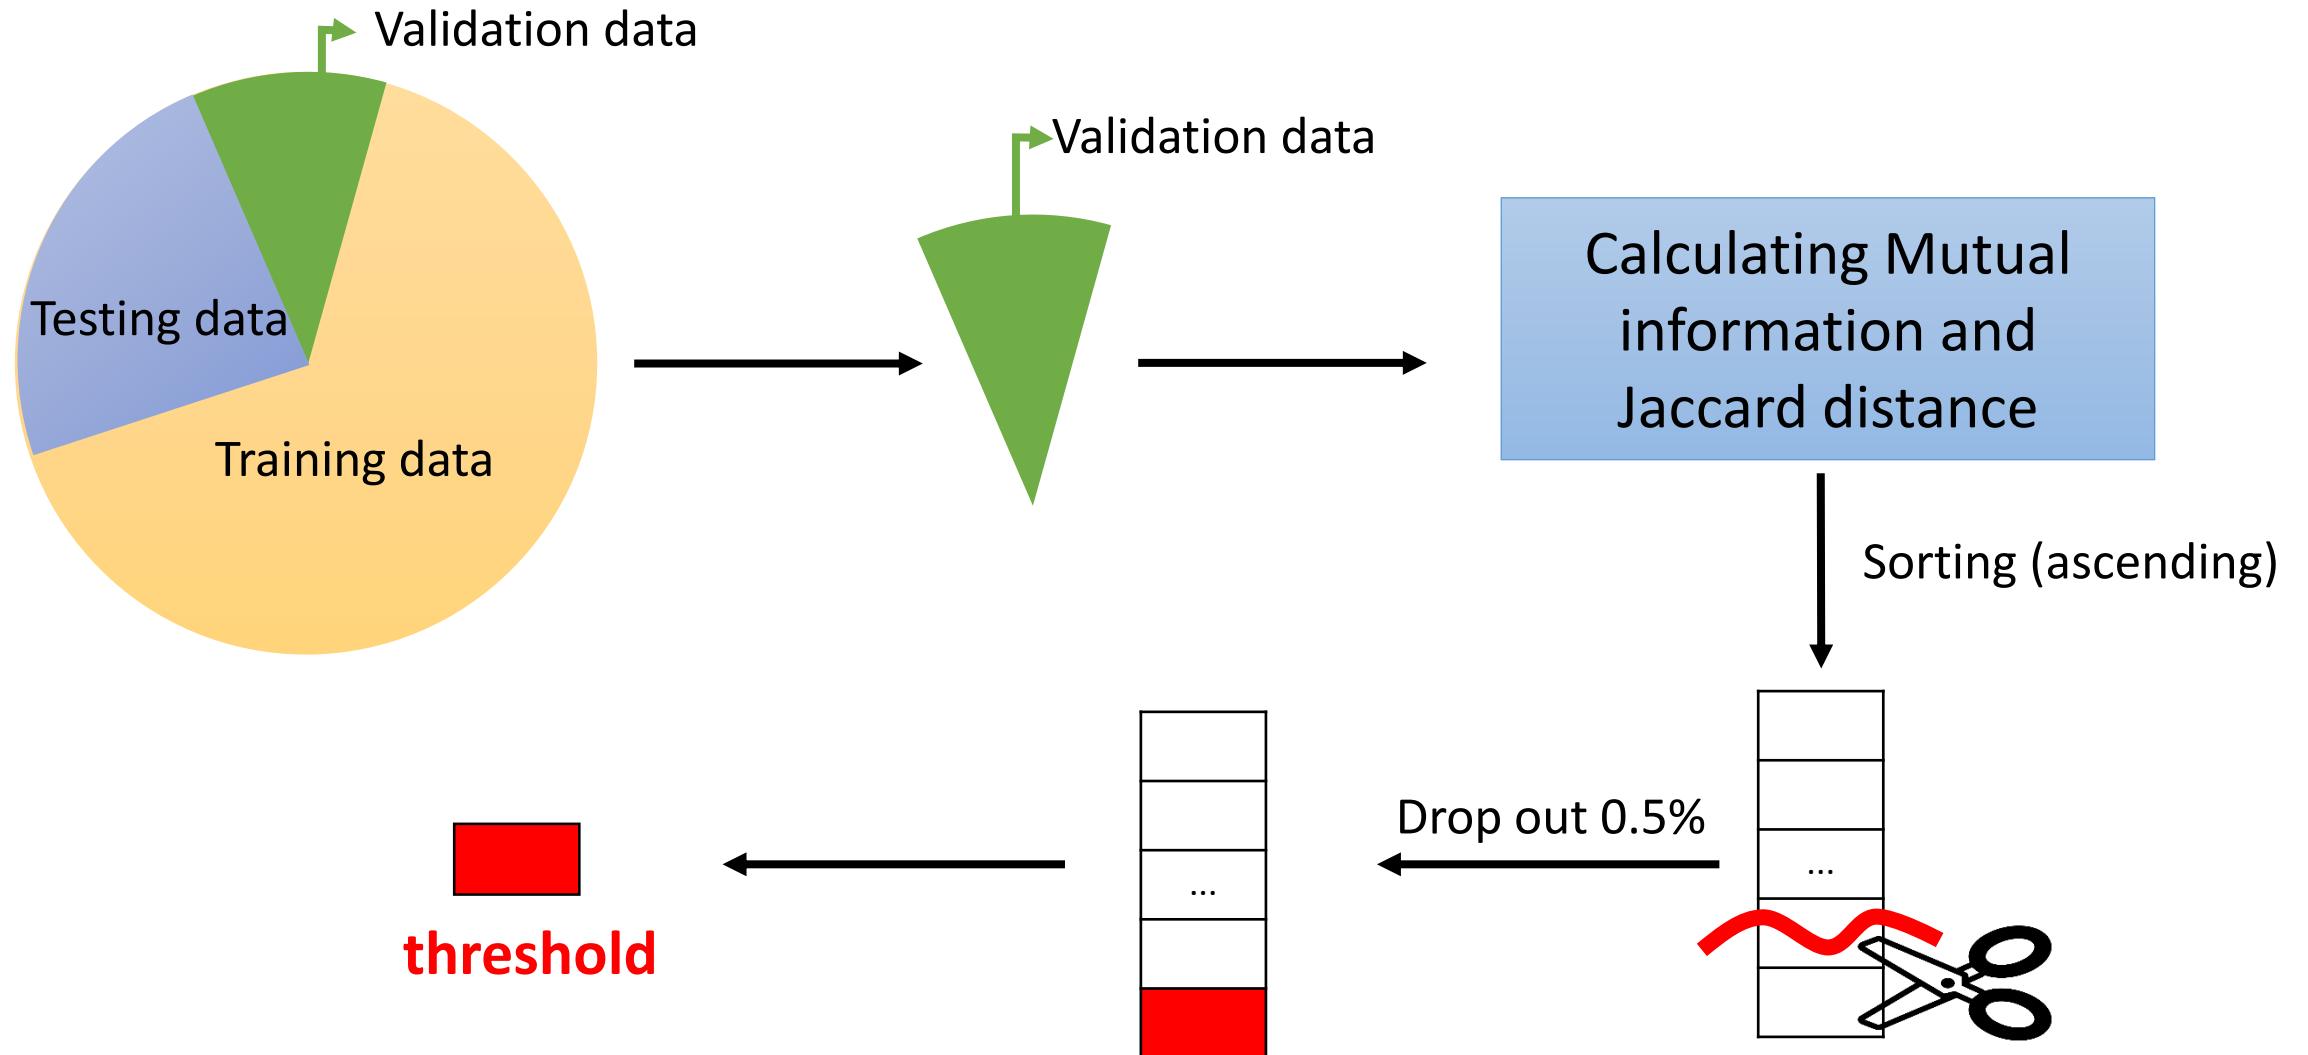 Validation data
Testing data
Training data
Validation data
Calculating Mutual
information and
Jaccard distance
Sorting (ascending)
...
Drop out 0.5%
...
threshold